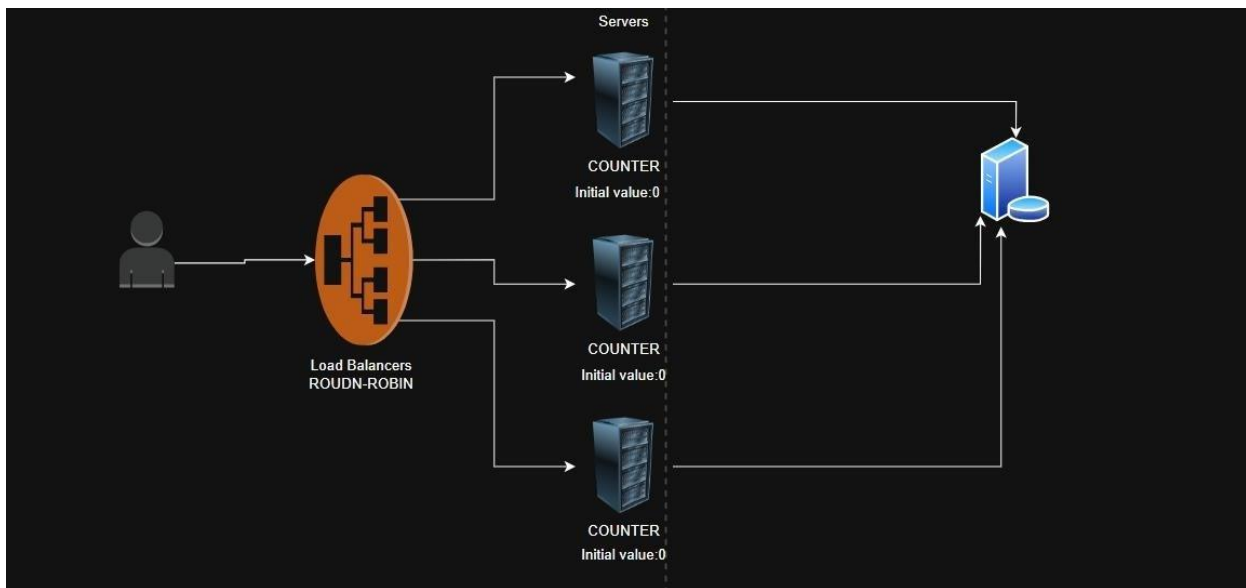 Servers
COUNTER
Initial value:0
COUNTER
Initial value:0
Load Balancers
ROUDN-ROBIN
COUNTER
Initial value:0